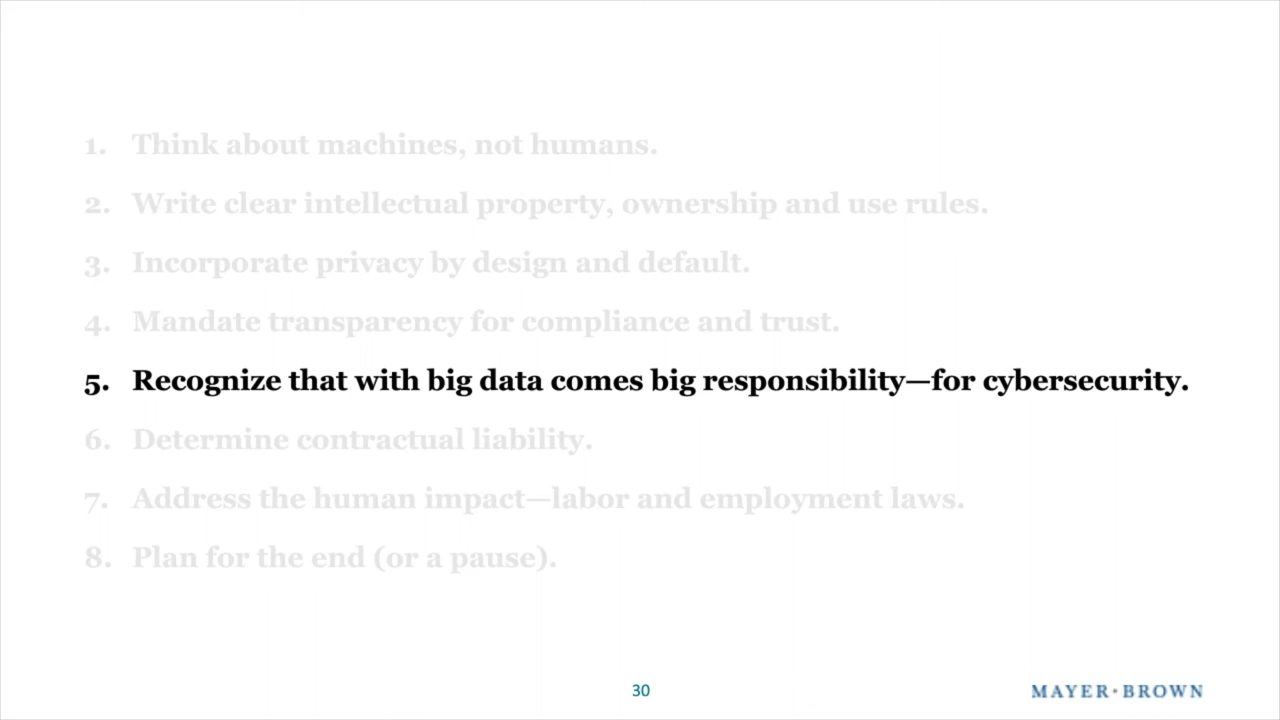 1. Think about machines, not humans.
2. Write clear intellectual property, ownership and use rules.
3. Incorporate privacy by design and default.
4. Mandate transparency for compliance and trust.
5. Recognize that with big data comes big responsibility—for cybersecurity.
6. Determine contractual liability.
7. Address the human impact—labor and employment laws.
8. Plan for the end (or a pause).
30
MAYER·BROWN